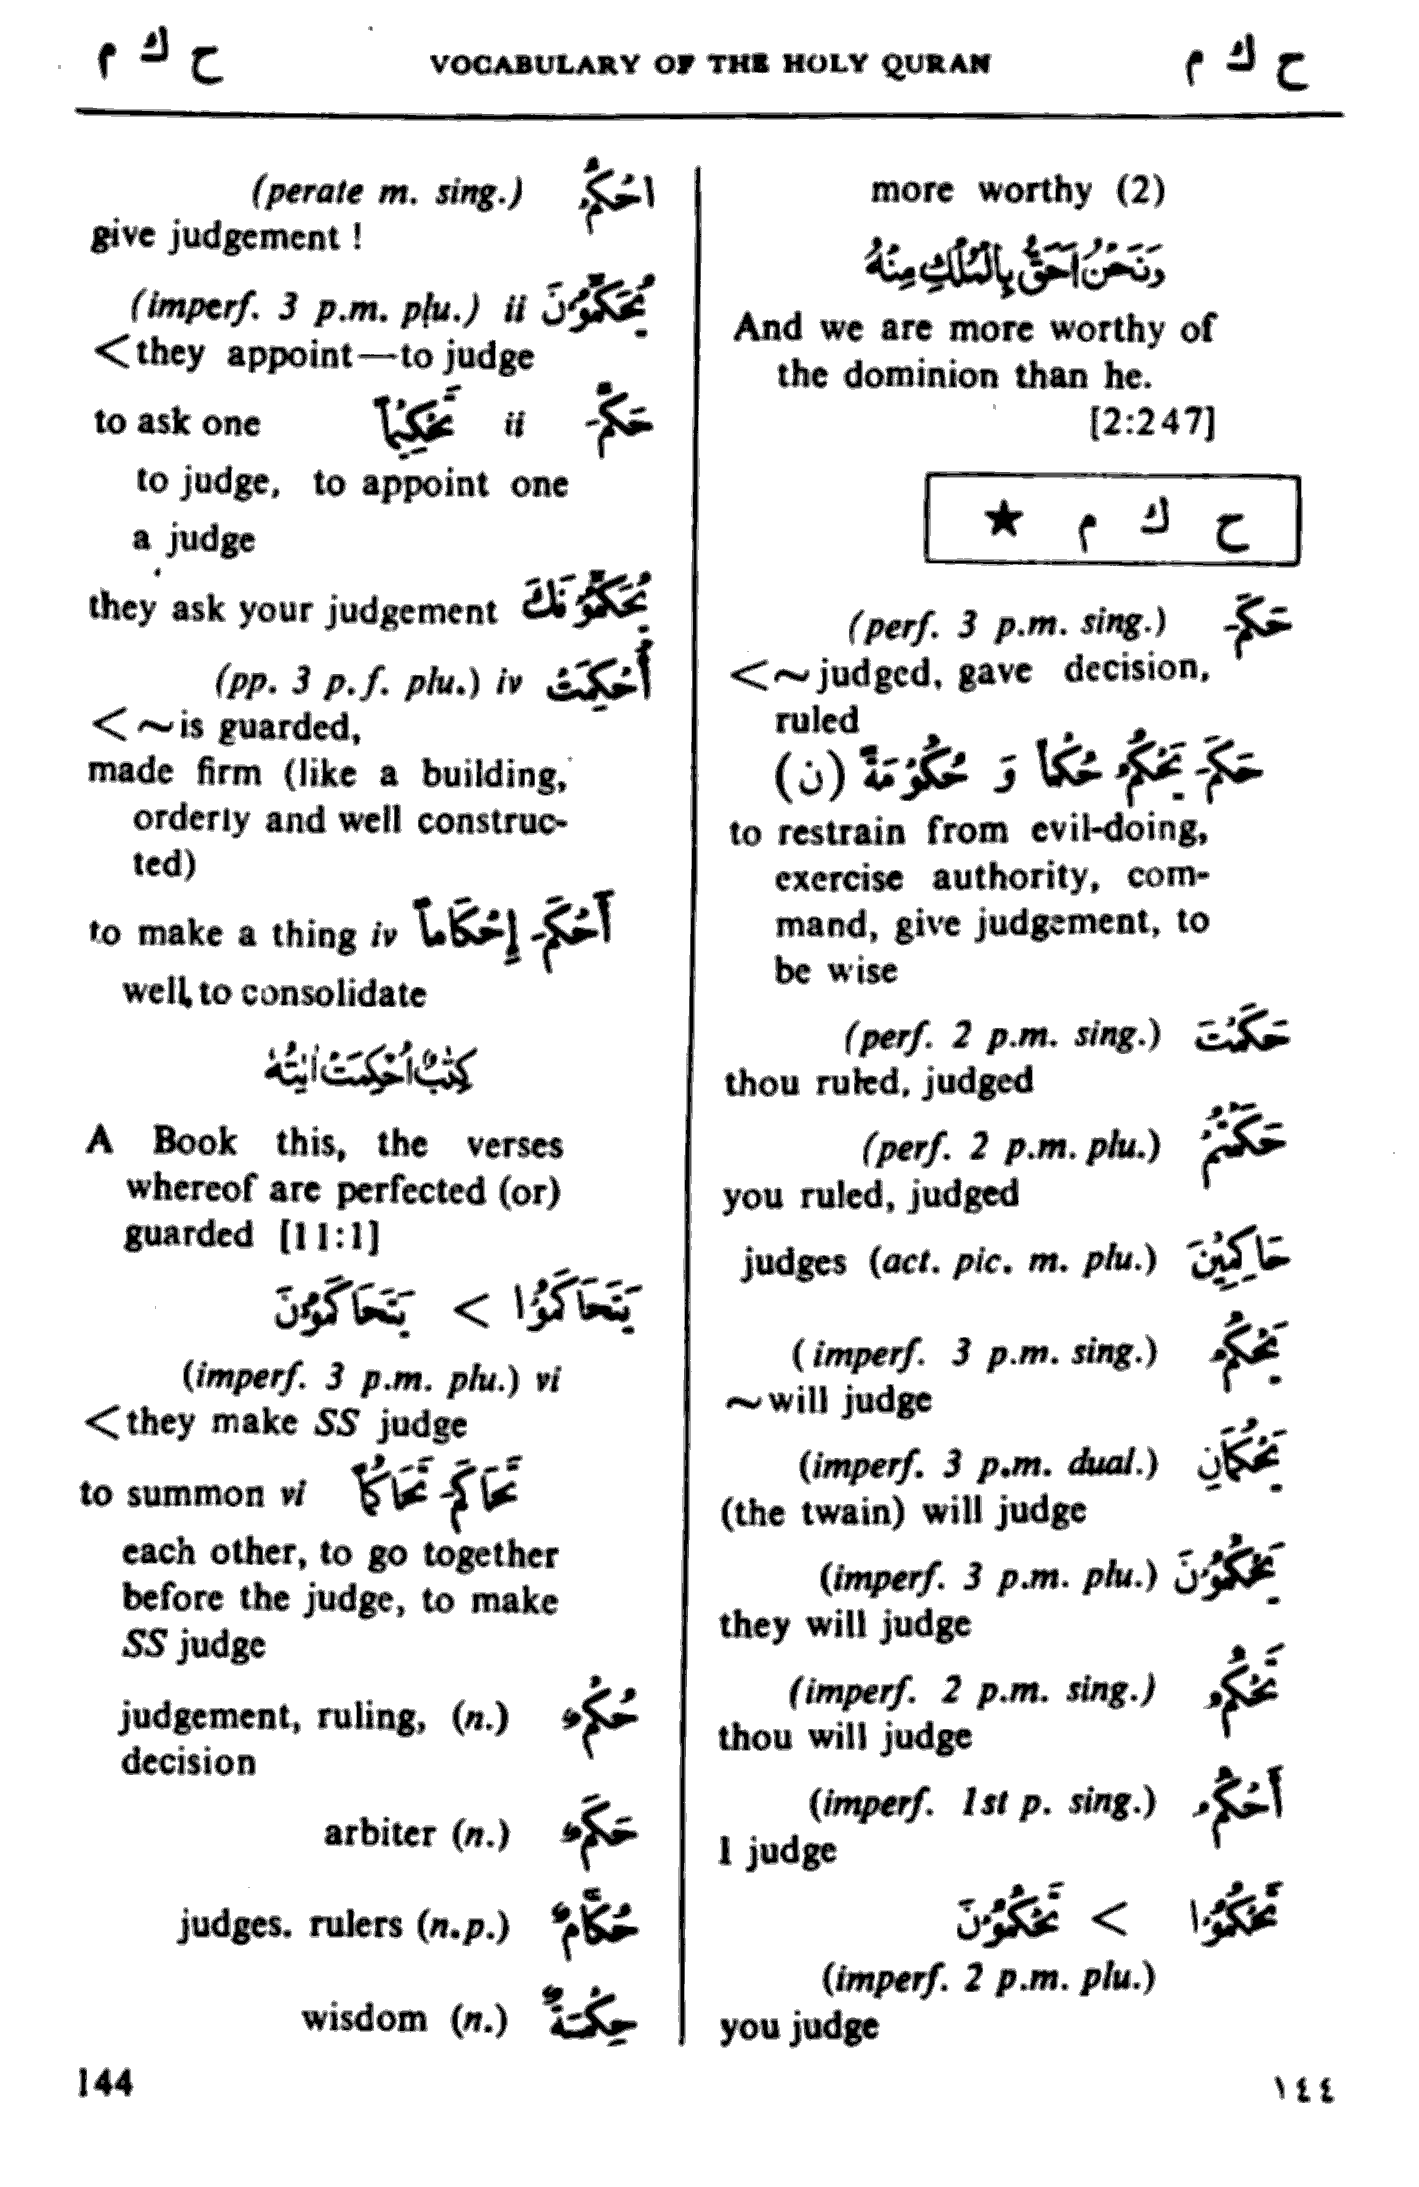 ح ك م VOCABULARY OF THE HOLY QURAN ح ك م
more worthy (2)
وَنَحْنُ اَحَقُّ بِالْمُلْكِ مِنْهُ
And we are more worthy of
the dominion than he.
[2:247]
★ ح ك م
(perf. 3 p.m. sing.) حَكَمَ
<~judged, gave decision,
ruled
حَكَمَ يَحْكُمُ حُكْمًا وَ حُكُوْمَةً (ن)
to restrain from evil-doing,
exercise authority, com-
mand, give judgement, to
be wise
(perf. 2 p.m. sing.) حَكَمْتَ
thou ruled, judged
(perf. 2 p.m. plu.) حَكَمْتُمْ
you ruled, judged
judges (act. pic. m. plu.) حَاكِمِيْنَ
(imperf. 3 p.m. sing.) يَحْكُمُ
~will judge
(imperf. 3 p.m. dual.) يَحْكُمَانِ
(the twain) will judge
(imperf. 3 p.m. plu.) يَحْكُمُوْنَ
they will judge
(imperf. 2 p.m. sing.) تَحْكُمُ
thou will judge
(imperf. 1st p. sing.) أَحْكُمُ
I judge
تَحْكُمُوْا < تَحْكُمُوْنَ
(imperf. 2 p.m. plu.)
you judge
(perate m. sing.) احْكُمْ
give judgement !
(imperf. 3 p.m. plu.) ii يُحَكِّمُوْنَ
<they appoint—to judge
to ask one تَحْكِيْمًا ii حَكَّمَ
to judge, to appoint one
a judge
they ask your judgement يُحَكِّمُوْنَكَ
(pp. 3 p.f. plu.) iv أُحْكِمَتْ
<~is guarded,
made firm (like a building,
orderly and well construc-
ted)
to make a thing iv أَحْكَمَ إِحْكَامًا
well, to consolidate
كِتٰبٌ اُحْكِمَتْ اٰيٰتُهٗ
A Book this, the verses
whereof are perfected (or)
guarded [11:1]
يَتَحَاكَمُوْا < يَتَحَاكَمُوْنَ
(imperf. 3 p.m. plu.) vi
<they make SS judge
to summon vi تَحَاكَمَ تَحَاكُمًا
each other, to go together
before the judge, to make
SS judge
judgement, ruling, (n.) حُكْمٌ
decision
arbiter (n.) حَكَمٌ
judges. rulers (n.p.) حُكَّامٌ
wisdom (n.) حِكْمَةٌ
144 ١٤٤